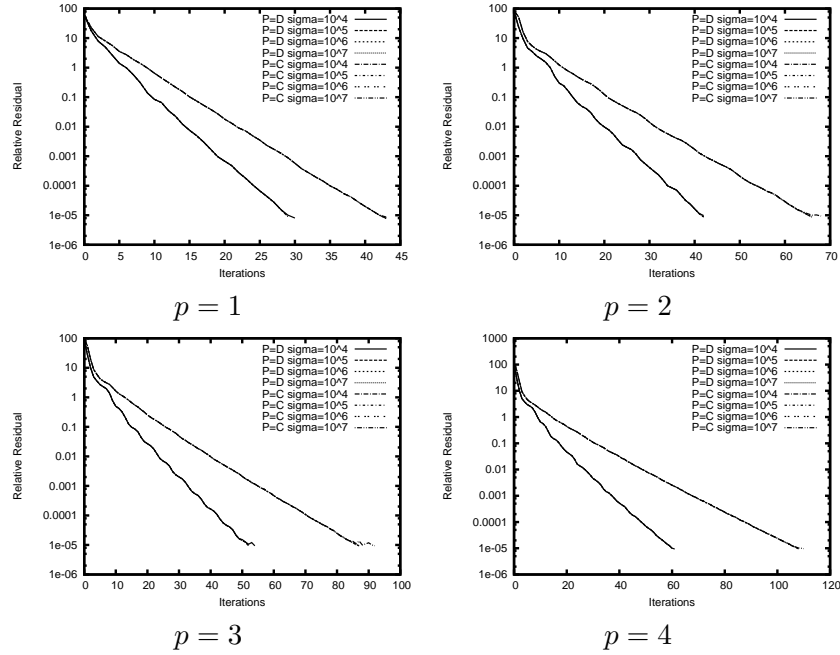 100
10
1
0.1
0.01
0.001
0.0001
1e-05
1e-06
Relative Residual
0 5 10 15 20 25 30 35 40 45
Iterations
P=D sigma=10^4
P=D sigma=10^5
P=D sigma=10^6
P=D sigma=10^7
P=C sigma=10^4
P=C sigma=10^5
P=C sigma=10^6
P=C sigma=10^7
p = 1
100
10
1
0.1
0.01
0.001
0.0001
1e-05
1e-06
Relative Residual
0 10 20 30 40 50 60 70
Iterations
P=D sigma=10^4
P=D sigma=10^5
P=D sigma=10^6
P=D sigma=10^7
P=C sigma=10^4
P=C sigma=10^5
P=C sigma=10^6
P=C sigma=10^7
p = 2
100
10
1
0.1
0.01
0.001
0.0001
1e-05
1e-06
Relative Residual
0 10 20 30 40 50 60 70 80 90 100
Iterations
P=D sigma=10^4
P=D sigma=10^5
P=D sigma=10^6
P=D sigma=10^7
P=C sigma=10^4
P=C sigma=10^5
P=C sigma=10^6
P=C sigma=10^7
p = 3
1000
100
10
1
0.1
0.01
0.001
0.0001
1e-05
1e-06
Relative Residual
0 20 40 60 80 100 120
Iterations
P=D sigma=10^4
P=D sigma=10^5
P=D sigma=10^6
P=D sigma=10^7
P=C sigma=10^4
P=C sigma=10^5
P=C sigma=10^6
P=C sigma=10^7
p = 4